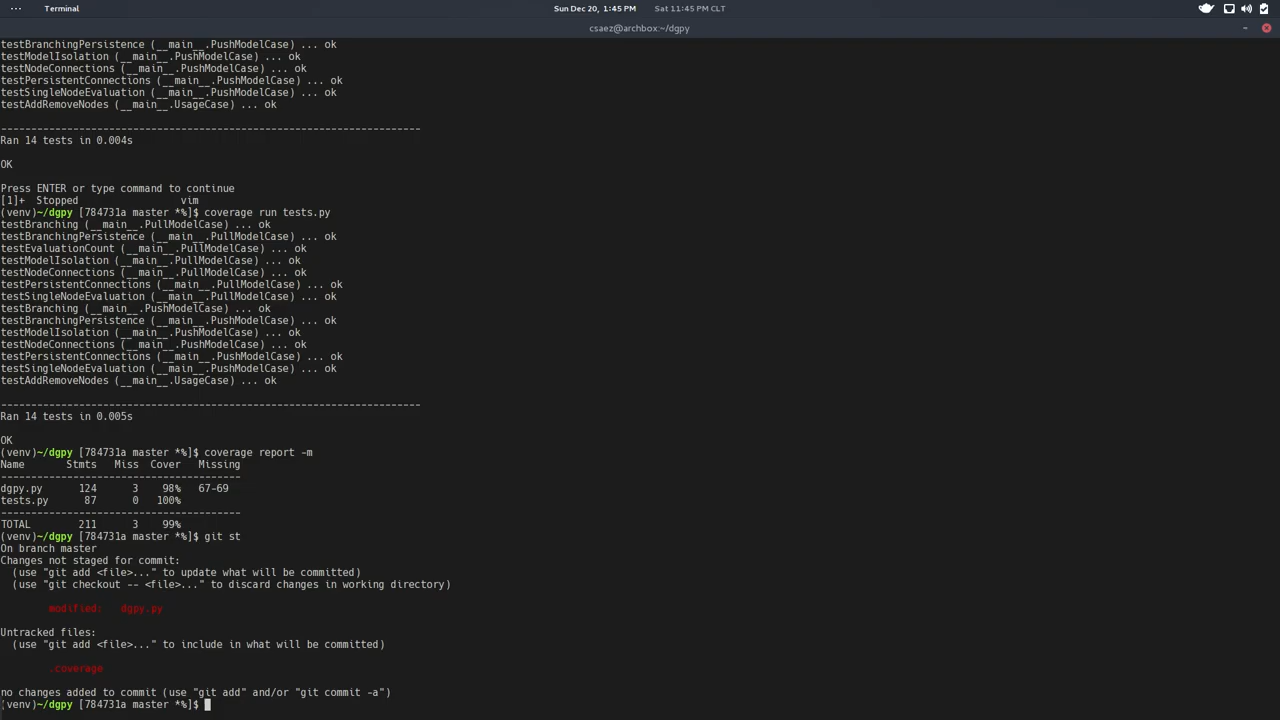 Terminal
Sun Dec 20, 1:45 PM
Sat 11:45 PM CLT
csaez@archbox:~/dgpy
testBranchingPersistence (__main__.PushModelCase) ... ok
testModelIsolation (__main__.PushModelCase) ... ok
testNodeConnections (__main__.PushModelCase) ... ok
testPersistentConnections (__main__.PushModelCase) ... ok
testSingleNodeEvaluation (__main__.PushModelCase) ... ok
testAddRemoveNodes (__main__.UsageCase) ... ok
----------------------------------------------------------------------
Ran 14 tests in 0.004s
OK
Press ENTER or type command to continue
[1]+  Stopped                 vim
(venv)~/dgpy [784731a master *%]$ coverage run tests.py
testBranching (__main__.PullModelCase) ... ok
testBranchingPersistence (__main__.PullModelCase) ... ok
testEvaluationCount (__main__.PullModelCase) ... ok
testModelIsolation (__main__.PullModelCase) ... ok
testNodeConnections (__main__.PullModelCase) ... ok
testPersistentConnections (__main__.PullModelCase) ... ok
testSingleNodeEvaluation (__main__.PullModelCase) ... ok
testBranching (__main__.PushModelCase) ... ok
testBranchingPersistence (__main__.PushModelCase) ... ok
testModelIsolation (__main__.PushModelCase) ... ok
testNodeConnections (__main__.PushModelCase) ... ok
testPersistentConnections (__main__.PushModelCase) ... ok
testSingleNodeEvaluation (__main__.PushModelCase) ... ok
testAddRemoveNodes (__main__.UsageCase) ... ok
----------------------------------------------------------------------
Ran 14 tests in 0.005s
OK
(venv)~/dgpy [784731a master *%]$ coverage report -m
Name       Stmts   Miss  Cover   Missing
----------------------------------------
dgpy.py      124      3    98%   67-69
tests.py      87      0   100%
----------------------------------------
TOTAL        211      3    99%
(venv)~/dgpy [784731a master *%]$ git st
On branch master
Changes not staged for commit:
  (use "git add <file>..." to update what will be committed)
  (use "git checkout -- <file>..." to discard changes in working directory)
        modified:   dgpy.py
Untracked files:
  (use "git add <file>..." to include in what will be committed)
        .coverage
no changes added to commit (use "git add" and/or "git commit -a")
(venv)~/dgpy [784731a master *%]$